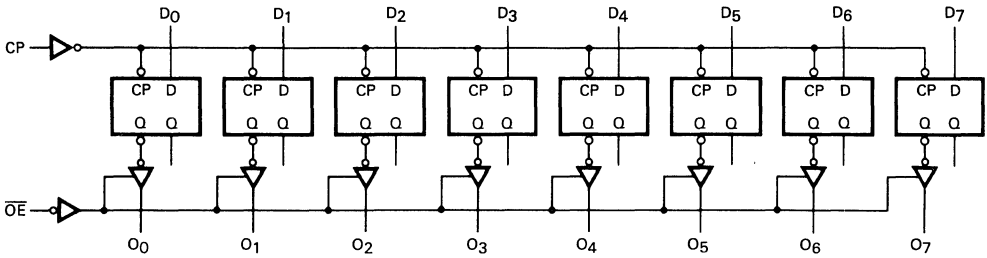 D0 D1 D2 D3 D4 D5 D6 D7
CP
CP D CP D CP D CP D CP D CP D CP D CP D
Q Q Q Q Q Q Q Q Q Q Q Q Q Q Q Q
OE
O0 O1 O2 O3 O4 O5 O6 O7